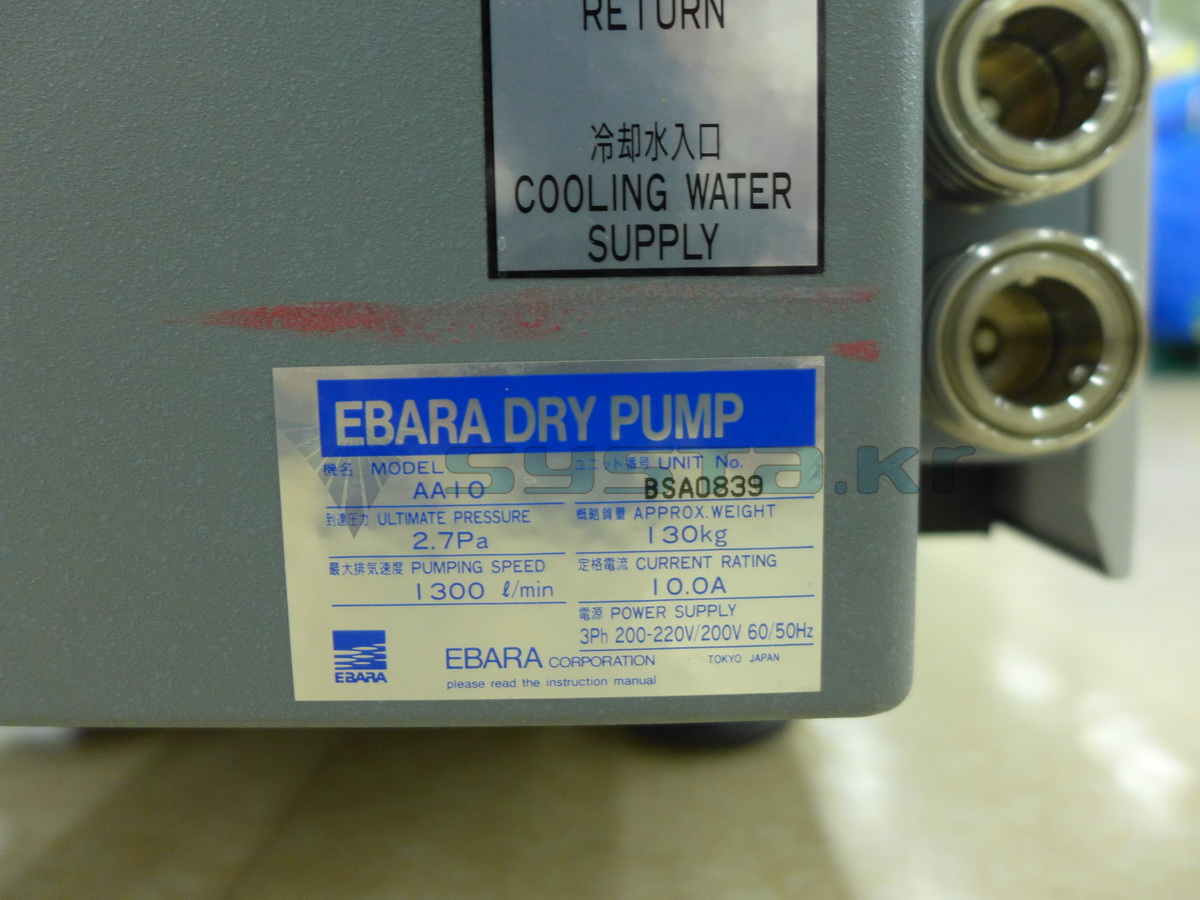 RETURN
冷却水入口
COOLING WATER
SUPPLY
EBARA DRY PUMP
機名 MODEL
AA10
ユニット番号 UNIT No.
BSA0839
到達圧力 ULTIMATE PRESSURE
2.7Pa
概略質量 APPROX.WEIGHT
130kg
最大排気速度 PUMPING SPEED
1300 ℓ/min
定格電流 CURRENT RATING
10.0A
電源 POWER SUPPLY
3Ph 200-220V/200V 60/50Hz
EBARA
EBARA CORPORATION TOKYO JAPAN
please read the instruction manual
systa.kr